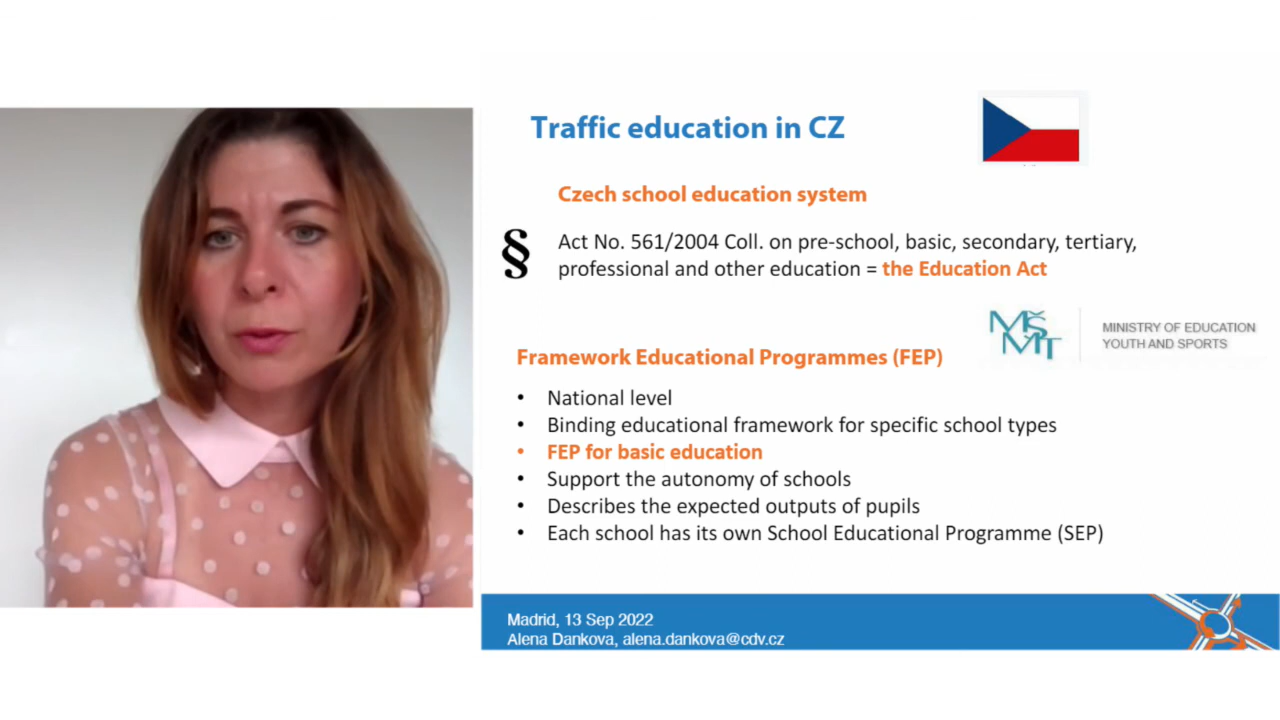 Traffic education in CZ
Czech school education system
§
Act No. 561/2004 Coll. on pre-school, basic, secondary, tertiary,
professional and other education = the Education Act
MŠMT
MINISTRY OF EDUCATION
YOUTH AND SPORTS
Framework Educational Programmes (FEP)
• National level
• Binding educational framework for specific school types
• FEP for basic education
• Support the autonomy of schools
• Describes the expected outputs of pupils
• Each school has its own School Educational Programme (SEP)
Madrid, 13 Sep 2022
Alena Dankova, alena.dankova@cdv.cz